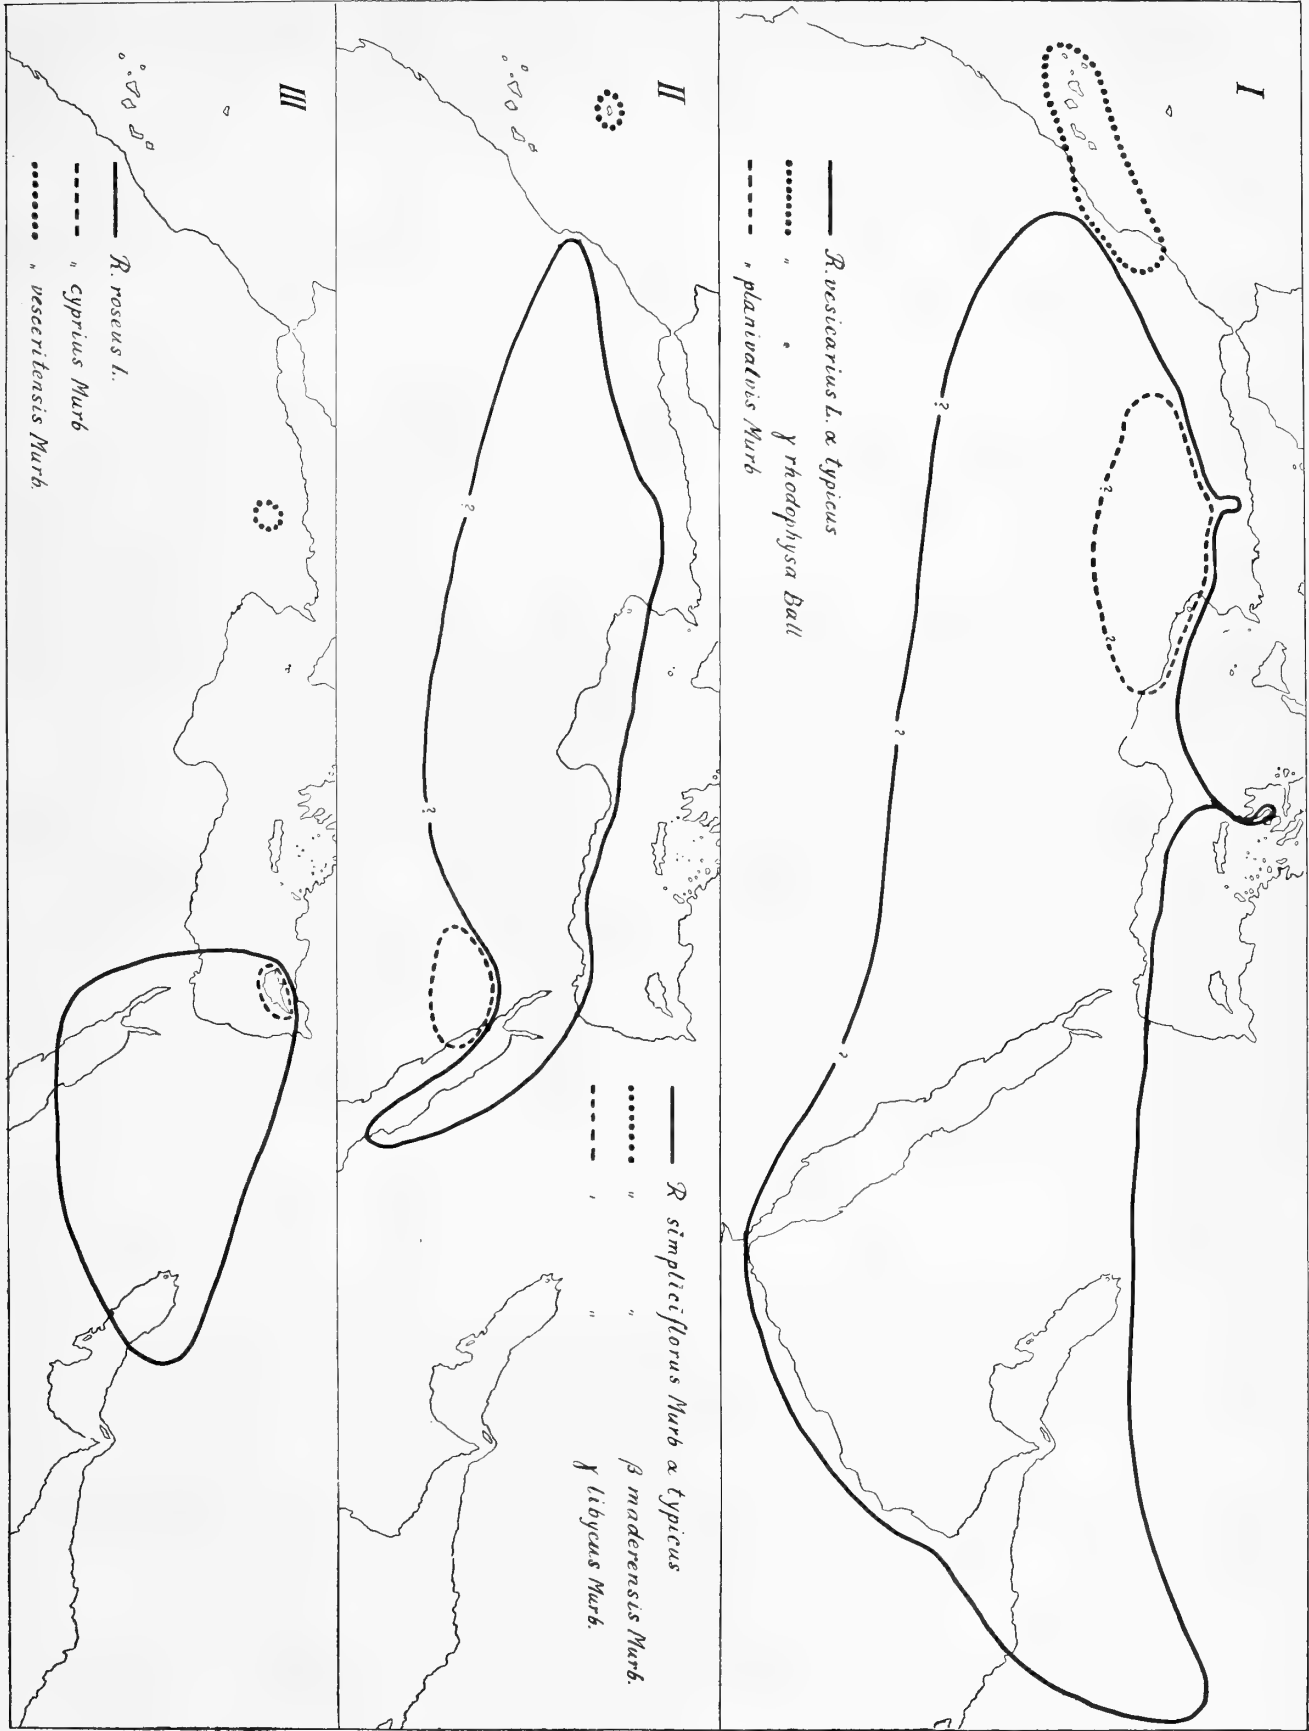 I
R. vesicarius L. α typicus
" " γ rhodophysa Ball
" planivalvis Murb
? ? ? ? ?
II
R simpliciflorus Murb α typicus
" " β maderensis Murb.
" " γ libycus Murb.
? ?
III
R. roseus L.
" cyprius Murb
" vesceritensis Murb.